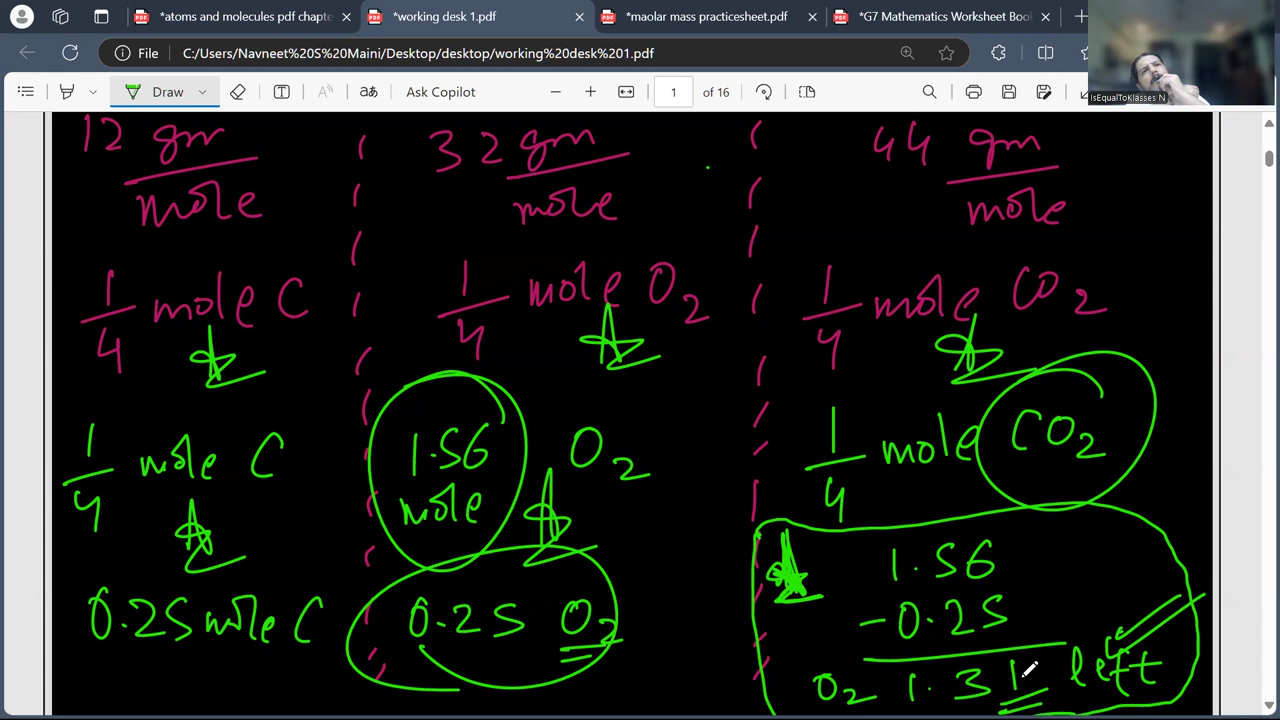 *atoms and molecules pdf chapte
*working desk 1.pdf
*maolar mass practicesheet.pdf
*G7 Mathematics Worksheet Boo
File
C:/Users/Navneet%20S%20Maini/Desktop/desktop/working%20desk%201.pdf
Draw
aあ
Ask Copilot
1 of 16
IsEqualToKlasses N
12 gm/mole
32 gm/mole
44 gm/mole
1/4 mole C
1/4 mole O2
1/4 mole CO2
1/4 mole C
1.56 mole O2
1/4 mole CO2
0.25 mole C
0.25 O2
1.56
-0.25
O2 1.31 left